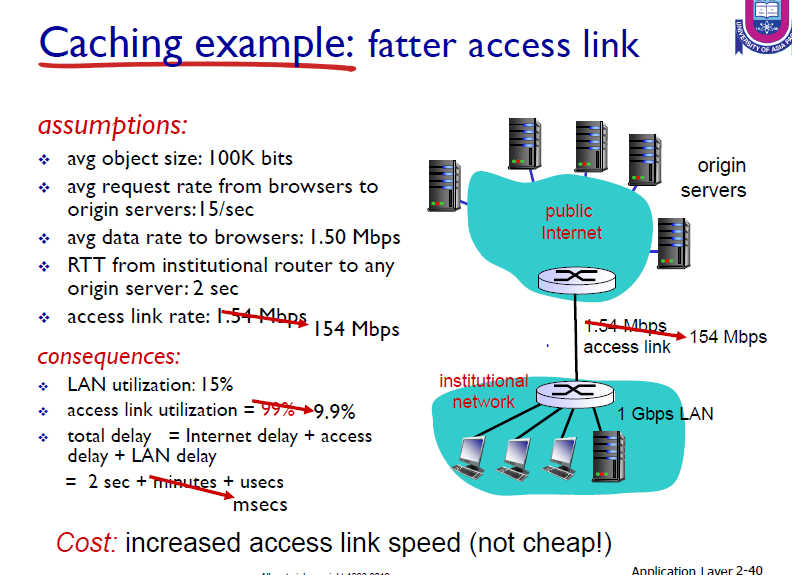 Caching example: fatter access link
UNIVERSITY OF ASIA PA
assumptions:
avg object size: 100K bits
avg request rate from browsers to
origin servers:15/sec
avg data rate to browsers: 1.50 Mbps
RTT from institutional router to any
origin server: 2 sec
access link rate: 1.54 Mbps
154 Mbps
consequences:
LAN utilization: 15%
access link utilization = 99%
9.9%
total delay = Internet delay + access
delay + LAN delay
= 2 sec + minutes + usecs
msecs
origin
servers
public
Internet
1.54 Mbps
access link
154 Mbps
institutional
network
1 Gbps LAN
Cost: increased access link speed (not cheap!)
Application Layer 2-40